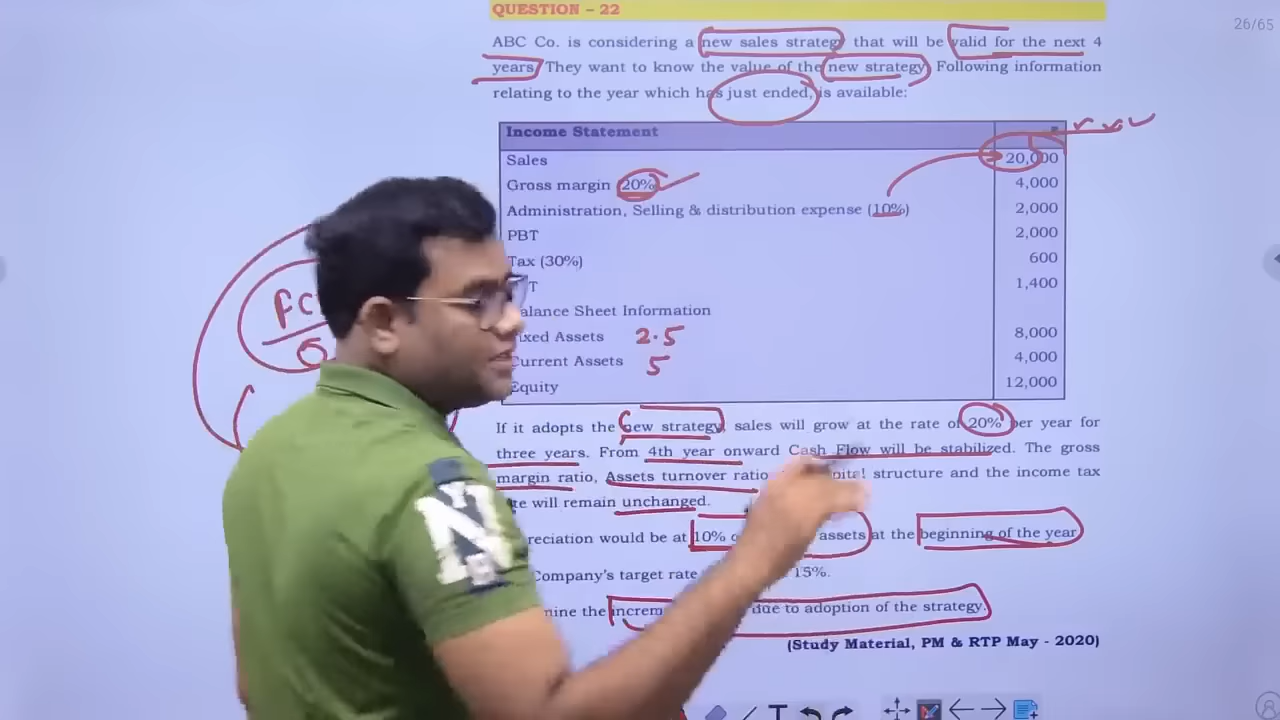 26/65
QUESTION – 22
ABC Co. is considering a new sales strategy that will be valid for the next 4
years. They want to know the value of the new strategy. Following information
relating to the year which has just ended, is available:
Income Statement
Sales 20,000
Gross margin 20% 4,000
Administration, Selling & distribution expense (10%) 2,000
PBT 2,000
Tax (30%) 600
T 1,400
alance Sheet Information
ixed Assets 2.5 8,000
Current Assets 5 4,000
Equity 12,000
If it adopts the new strategy, sales will grow at the rate of 20% per year for
three years. From 4th year onward Cash Flow will be stabilized. The gross
margin ratio, Assets turnover ratio structure and the income tax
te will remain unchanged.
reciation would be at 10% assets at the beginning of the year
Company's target rate 15%.
mine the increm due to adoption of the strategy.
(Study Material, PM & RTP May - 2020)
N
T